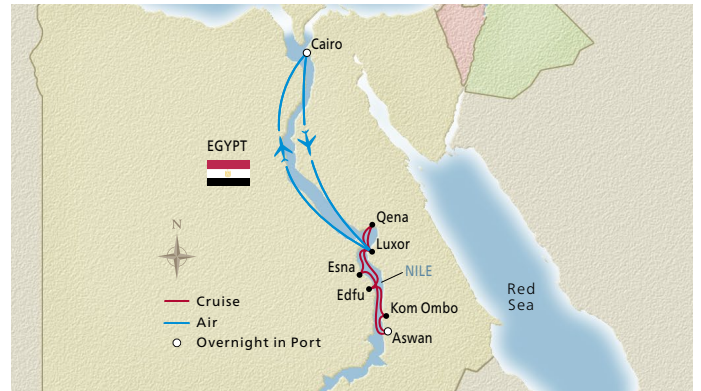 Cairo
EGYPT
Qena
N
Luxor
Esna
NILE
Edfu
Red
Sea
Cruise
Kom Ombo
Air
Aswan
Overnight in Port